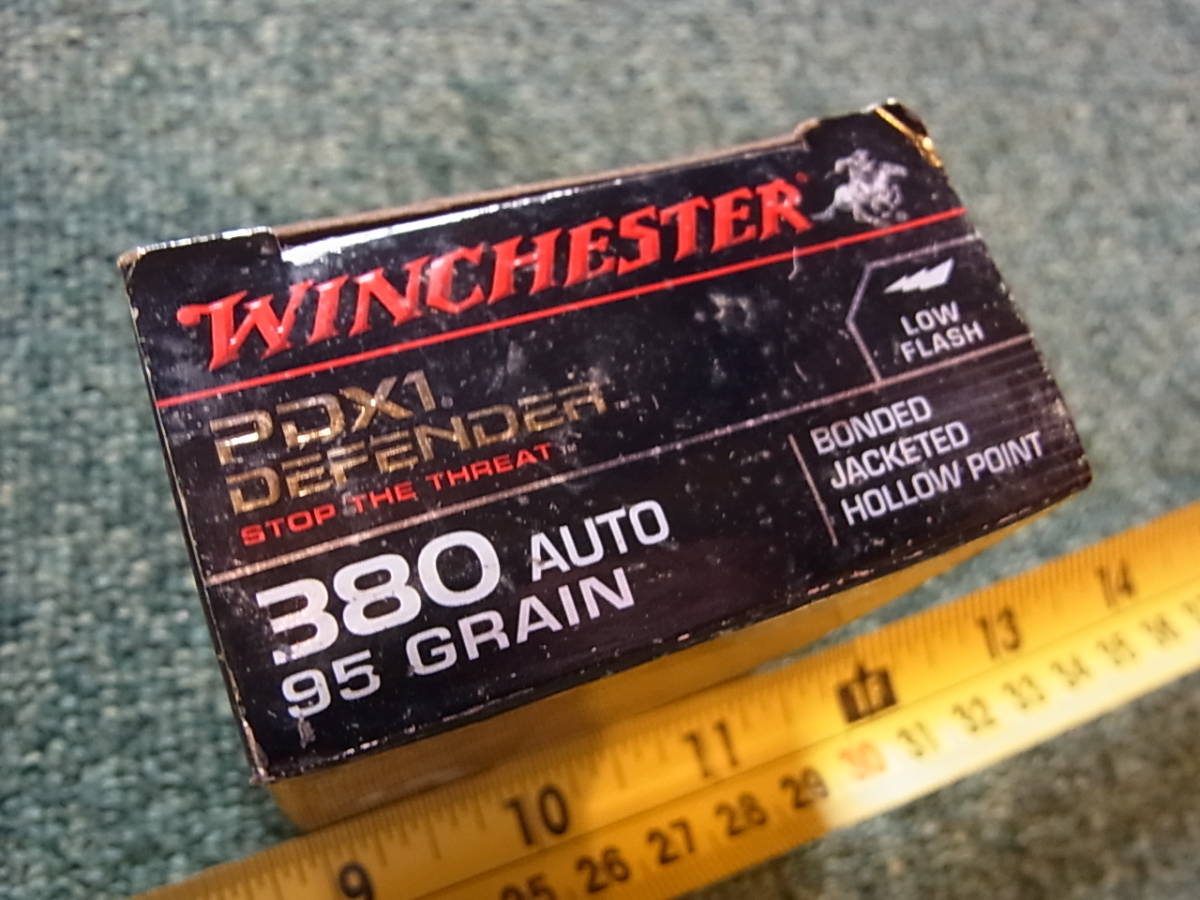 WINCHESTER
LOW
FLASH
PDX1
DEFENDER
STOP THE THREAT™
380 AUTO
95 GRAIN
BONDED
JACKETED
HOLLOW POINT
9 10 11 12 13 14
25 26 27 28 29 30 31 32 33 34 35 36